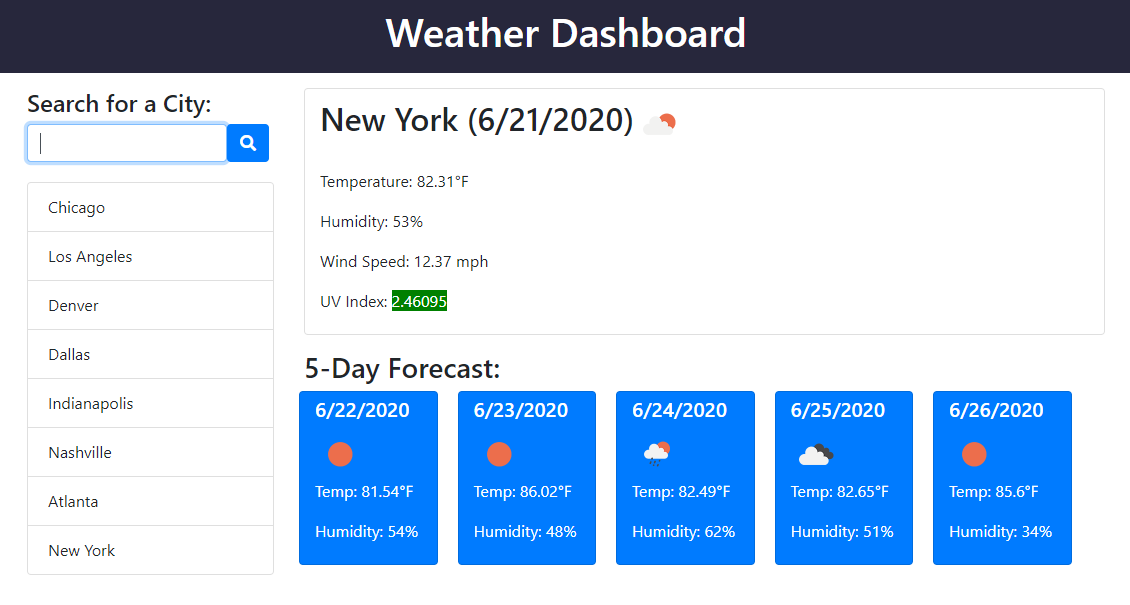 Weather Dashboard
Search for a City:
Chicago
Los Angeles
Denver
Dallas
Indianapolis
Nashville
Atlanta
New York
New York (6/21/2020)
Temperature: 82.31°F
Humidity: 53%
Wind Speed: 12.37 mph
UV Index: 2.46095
5-Day Forecast:
6/22/2020
Temp: 81.54°F
Humidity: 54%
6/23/2020
Temp: 86.02°F
Humidity: 48%
6/24/2020
Temp: 82.49°F
Humidity: 62%
6/25/2020
Temp: 82.65°F
Humidity: 51%
6/26/2020
Temp: 85.6°F
Humidity: 34%